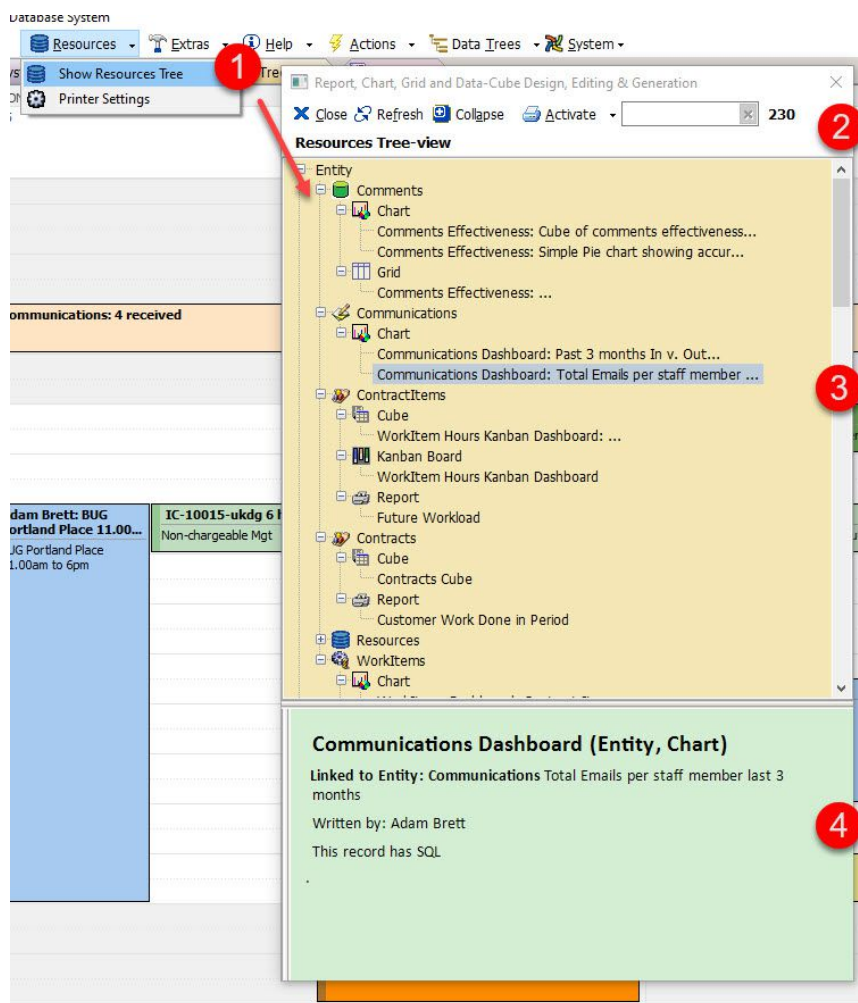 Database System
Resources Extras Help Actions Data Trees System
Show Resources Tree
Printer Settings
1
Report, Chart, Grid and Data-Cube Design, Editing & Generation
Close Refresh Collapse Activate 230
2
Resources Tree-view
Entity
Comments
Chart
Comments Effectiveness: Cube of comments effectiveness...
Comments Effectiveness: Simple Pie chart showing accur...
Grid
Comments Effectiveness: ...
Communications
Chart
Communications Dashboard: Past 3 months In v. Out...
Communications Dashboard: Total Emails per staff member ...
3
ContractItems
Cube
WorkItem Hours Kanban Dashboard: ...
Kanban Board
WorkItem Hours Kanban Dashboard
Report
Future Workload
Contracts
Cube
Contracts Cube
Report
Customer Work Done in Period
Resources
WorkItems
Chart
ommunications: 4 received
dam Brett: BUG
ortland Place 11.00...
UG Portland Place
1.00am to 6pm
IC-10015-ukdg 6 h
Non-chargeable Mgt
Communications Dashboard (Entity, Chart)
Linked to Entity: Communications Total Emails per staff member last 3
months
Written by: Adam Brett
4
This record has SQL
.